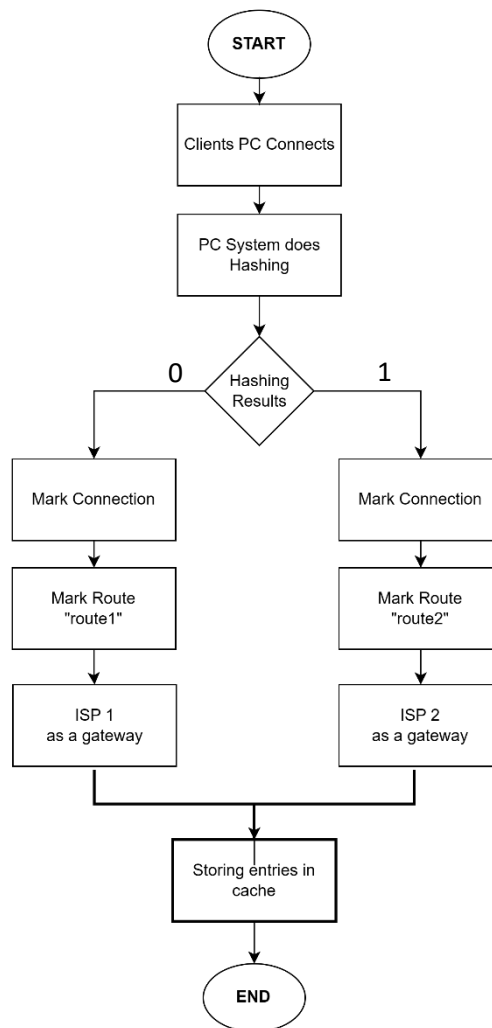 START
Clients PC Connects
PC System does
Hashing
0
Hashing
Results
1
Mark Connection
Mark Connection
Mark Route
"route1"
Mark Route
"route2"
ISP 1
as a gateway
ISP 2
as a gateway
Storing entries in
cache
END